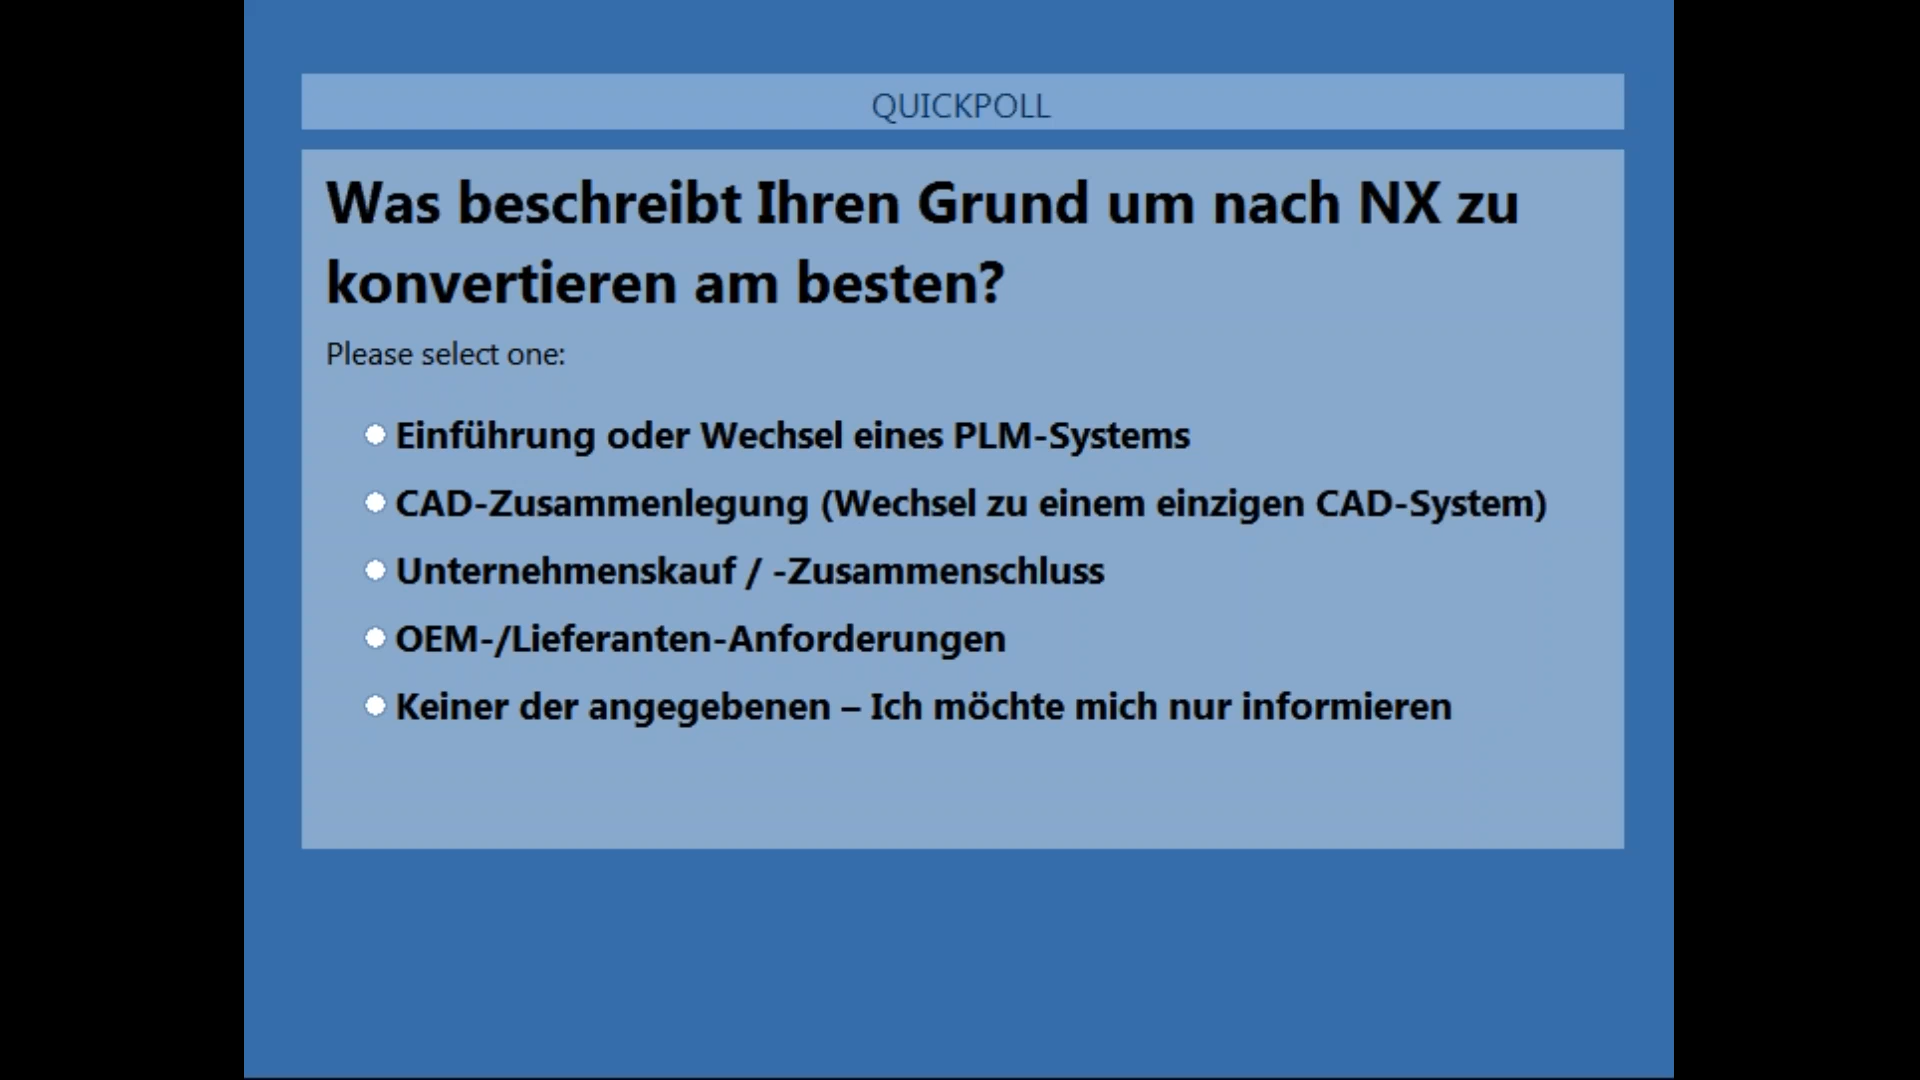 QUICKPOLL
Was beschreibt Ihren Grund um nach NX zu
konvertieren am besten?
Please select one:
Einführung oder Wechsel eines PLM-Systems
CAD-Zusammenlegung (Wechsel zu einem einzigen CAD-System)
Unternehmenskauf / -Zusammenschluss
OEM-/Lieferanten-Anforderungen
Keiner der angegebenen – Ich möchte mich nur informieren